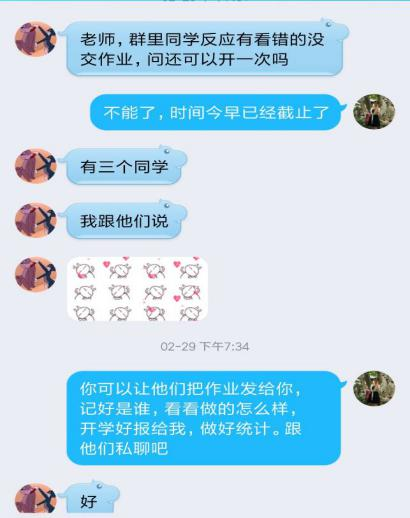 老师，群里同学反应有看错的没
交作业，问还可以开一次吗
不能了，时间今早已经截止了
有三个同学
我跟他们说
02-29 下午7:34
你可以让他们把作业发给你，
记好是谁，看看做的怎么样，
开学好报给我，做好统计。跟
他们私聊吧
好